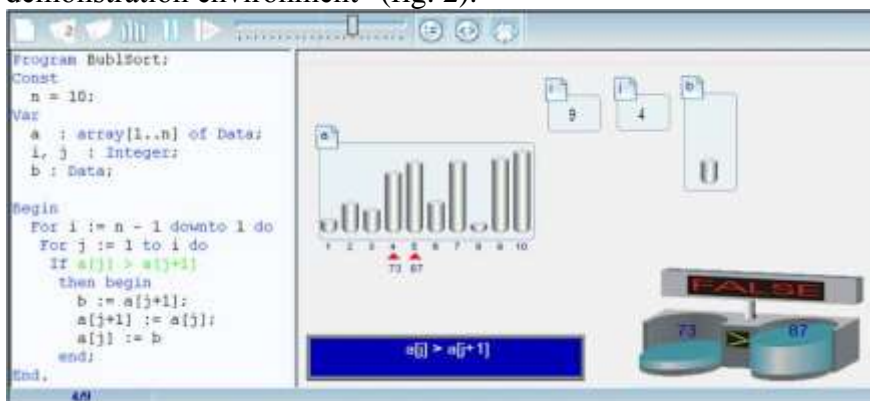 demonstration environment" (fig. 2).
Program BublSort;
Const
n = 10;
Var
a : array[1..n] of Data;
i, j : Integer;
b : Data;
Begin
For i := n - 1 downto 1 do
For j := 1 to i do
If a[j] > a[j+1]
then begin
b := a[j+1];
a[j+1] := a[j];
a[j] := b
end;
End.
4/9
i
9
j
4
b
a
1 2 3 4 5 6 7 8 9 10
73 87
a[j] > a[j+1]
FALSE
73 > 87